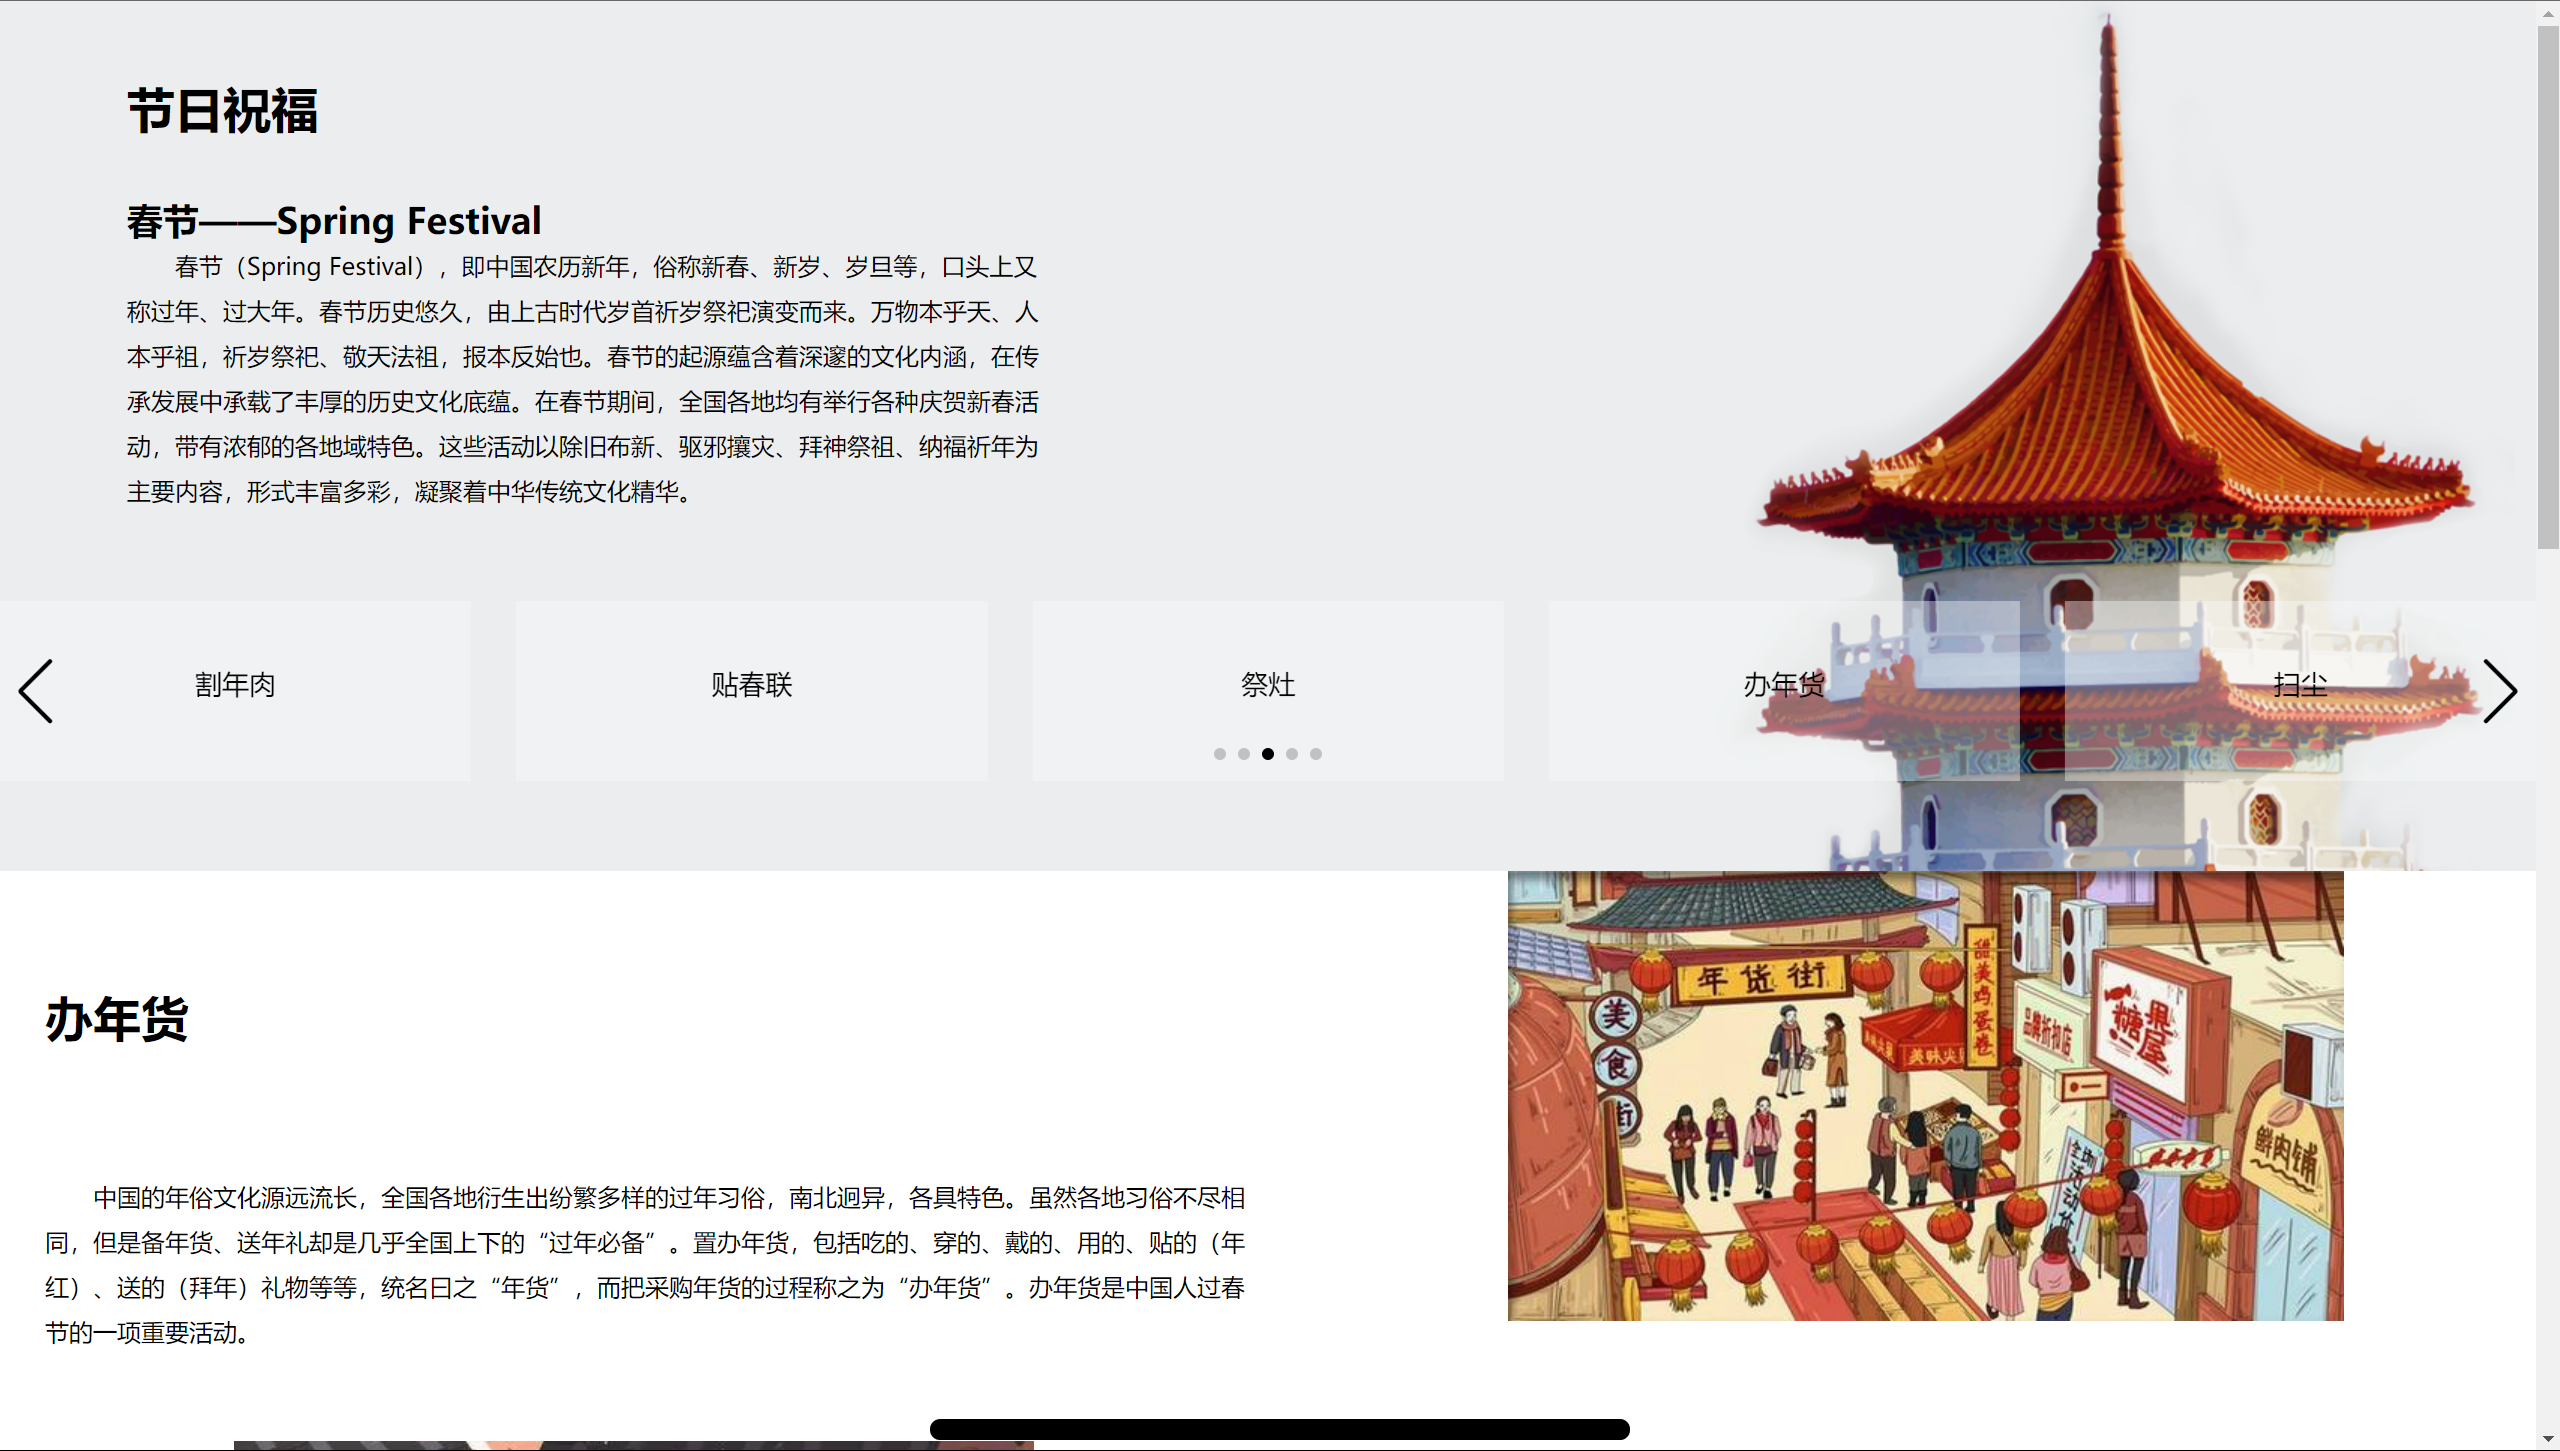 节日祝福
春节——Spring Festival
春节（Spring Festival），即中国农历新年，俗称新春、新岁、岁旦等，口头上又
称过年、过大年。春节历史悠久，由上古时代岁首祈岁祭祀演变而来。万物本乎天、人
本乎祖，祈岁祭祀、敬天法祖，报本反始也。春节的起源蕴含着深邃的文化内涵，在传
承发展中承载了丰厚的历史文化底蕴。在春节期间，全国各地均有举行各种庆贺新春活
动，带有浓郁的各地域特色。这些活动以除旧布新、驱邪攘灾、拜神祭祖、纳福祈年为
主要内容，形式丰富多彩，凝聚着中华传统文化精华。
割年肉
贴春联
祭灶
办年货
扫尘
办年货
中国的年俗文化源远流长，全国各地衍生出纷繁多样的过年习俗，南北迥异，各具特色。虽然各地习俗不尽相
同，但是备年货、送年礼却是几乎全国上下的“过年必备”。置办年货，包括吃的、穿的、戴的、用的、贴的（年
红）、送的（拜年）礼物等等，统名曰之“年货”，而把采购年货的过程称之为“办年货”。办年货是中国人过春
节的一项重要活动。
年货街
美食街
鸡蛋卷
品牌折扣店
糖果屋
鲜肉铺